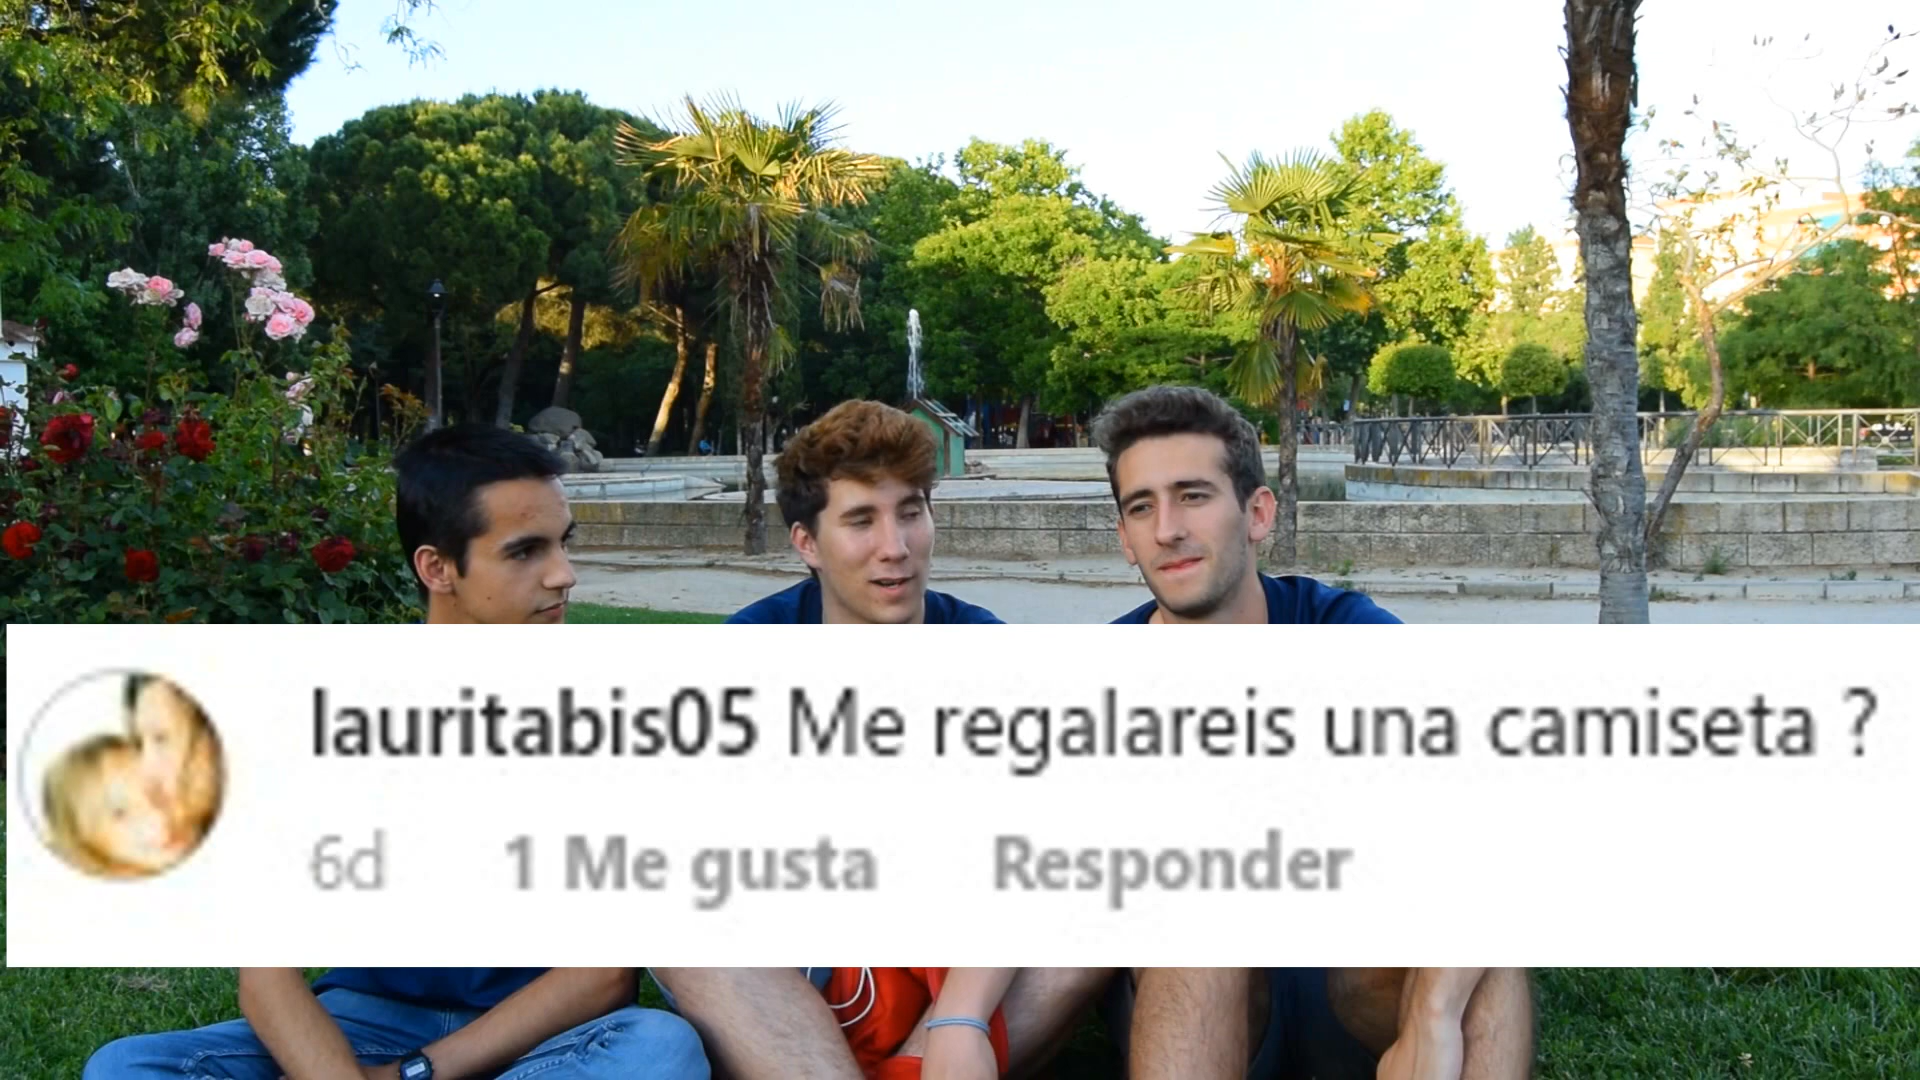 lauritabis05 Me regalareis una camiseta ?
6d 1 Me gusta Responder